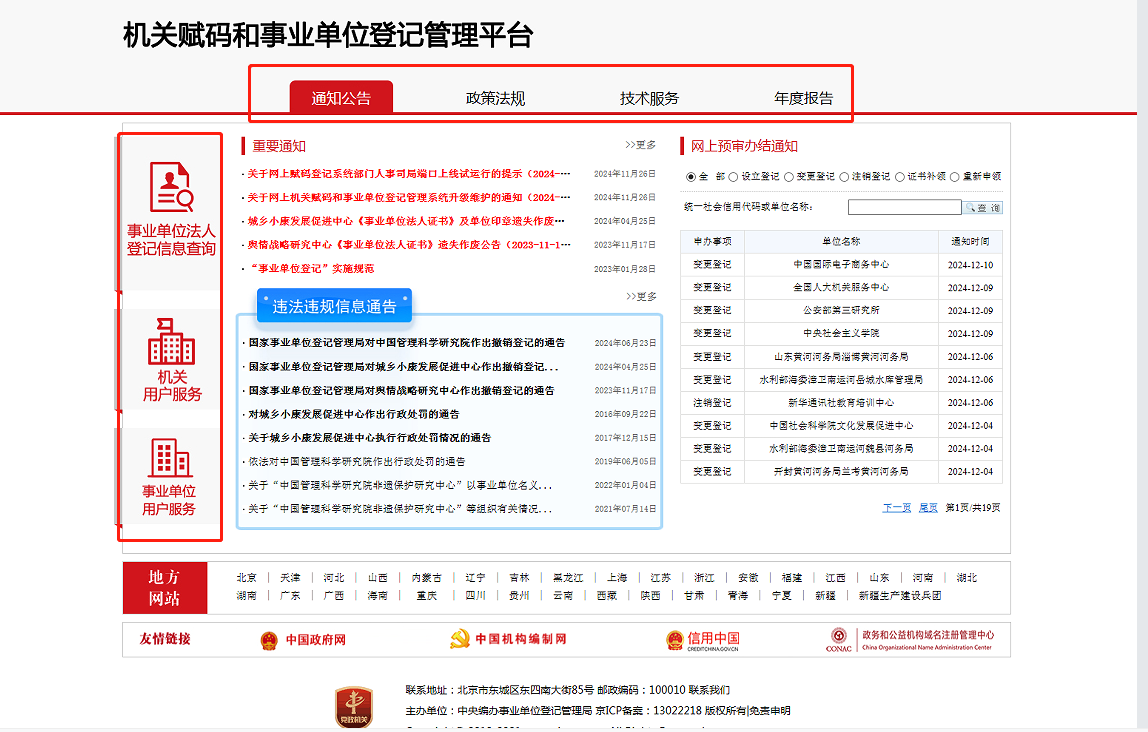 机关赋码和事业单位登记管理平台
通知公告 政策法规 技术服务 年度报告
事业单位法人
登记信息查询
机关
用户服务
事业单位
用户服务
重要通知 >>更多
· 关于网上赋码登记系统部门人事司局端口上线试运行的提示（2024-··· 2024年11月26日
· 关于网上机关赋码和事业单位登记管理系统升级维护的通知（2024-··· 2024年11月26日
· 城乡小康发展促进中心《事业单位法人证书》及单位印章遗失作废··· 2024年04月25日
· 舆情战略研究中心《事业单位法人证书》遗失作废公告（2023-11-1··· 2023年11月17日
· “事业单位登记”实施规范 2023年01月28日
>>更多
违法违规信息通告
· 国家事业单位登记管理局对中国管理科学研究院作出撤销登记的通告 2024年06月23日
· 国家事业单位登记管理局对城乡小康发展促进中心作出撤销登记... 2024年04月25日
· 国家事业单位登记管理局对舆情战略研究中心作出撤销登记的通告 2023年11月17日
· 对城乡小康发展促进中心作出行政处罚的通告 2016年09月22日
· 关于城乡小康发展促进中心执行行政处罚情况的通告 2017年12月15日
· 依法对中国管理科学研究院作出行政处罚的通告 2019年06月05日
· 关于“中国管理科学研究院非遗保护研究中心”以事业单位名义... 2022年01月04日
· 关于“中国管理科学研究院非遗保护研究中心”等组织有关情况... 2021年07月14日
网上预审办结通知
全 部 设立登记 变更登记 注销登记 证书补领 重新申领
统一社会信用代码或单位名称： 查 询
申办事项 单位名称 通知时间
变更登记 中国国际电子商务中心 2024-12-10
变更登记 全国人大机关服务中心 2024-12-09
变更登记 公安部第三研究所 2024-12-09
变更登记 中央社会主义学院 2024-12-09
变更登记 山东黄河河务局淄博黄河河务局 2024-12-06
变更登记 水利部海委漳卫南运河岳城水库管理局 2024-12-06
注销登记 新华通讯社教育培训中心 2024-12-06
变更登记 中国社会科学院文化发展促进中心 2024-12-04
变更登记 水利部海委漳卫南运河魏县河务局 2024-12-04
变更登记 开封黄河河务局兰考黄河河务局 2024-12-04
下一页 尾页 第1页/共19页
地方
网站
北京 | 天津 | 河北 | 山西 | 内蒙古 | 辽宁 | 吉林 | 黑龙江 | 上海 | 江苏 | 浙江 | 安徽 | 福建 | 江西 | 山东 | 河南 | 湖北
湖南 | 广东 | 广西 | 海南 | 重庆 | 四川 | 贵州 | 云南 | 西藏 | 陕西 | 甘肃 | 青海 | 宁夏 | 新疆 | 新疆生产建设兵团
友情链接 中国政府网 中国机构编制网 信用中国 政务和公益机构域名注册管理中心
CREDITCHINA.GOV.CN CONAC China Organizational Name Administration Center
党政机关
联系地址：北京市东城区东四南大街85号 邮政编码：100010 联系我们
主办单位：中央编办事业单位登记管理局 京ICP备案：13022218 版权所有|免责申明